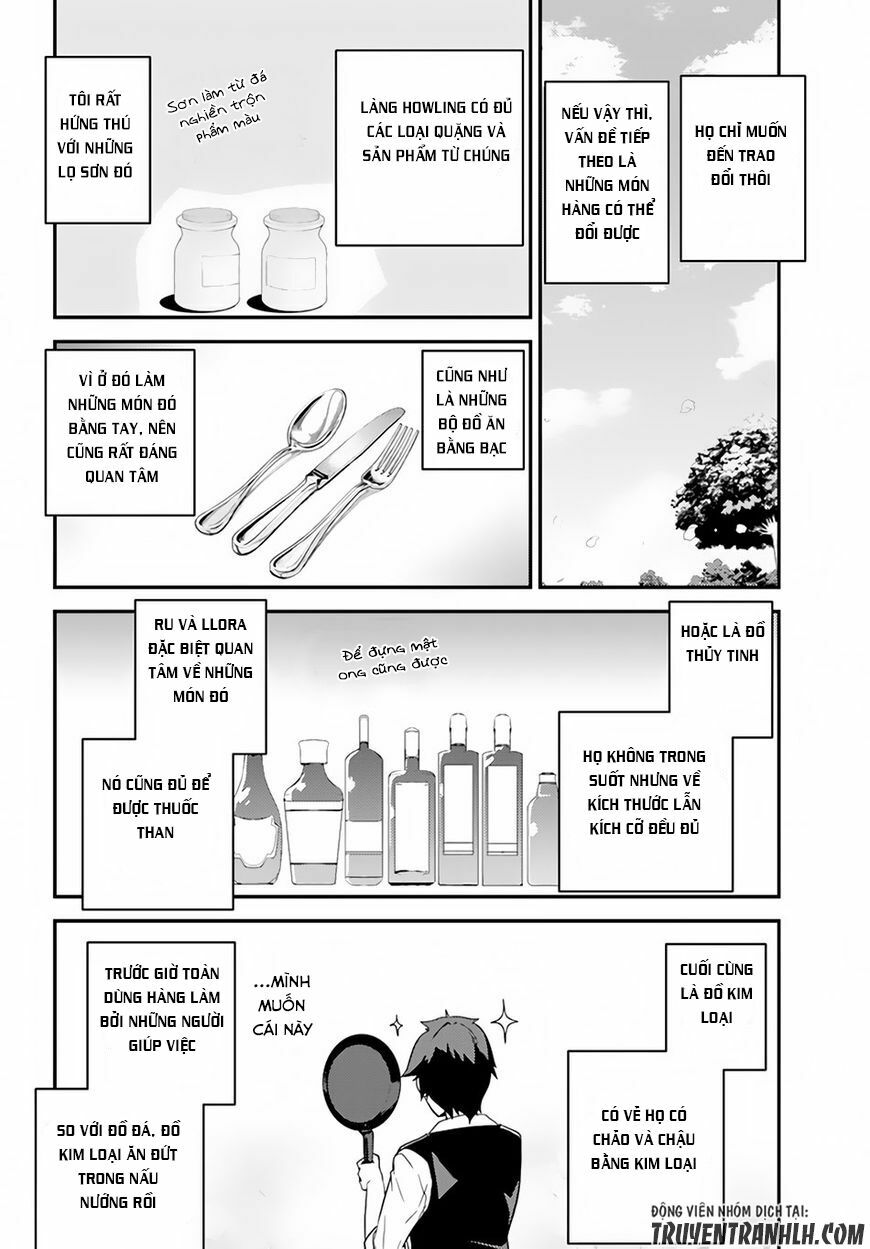 HỌ CHỈ MUỐN
ĐẾN TRAO
ĐỔI THÔI
NẾU VẬY THÌ,
VẤN ĐỀ TIẾP
THEO LÀ
NHỮNG MÓN
HÀNG CÓ THỂ
ĐỔI ĐƯỢC
LÀNG HOWLING CÓ ĐỦ
CÁC LOẠI QUẶNG VÀ
SẢN PHẨM TỪ CHÚNG
Sơn làm từ đá
nghiền trộn
phẩm màu
TÔI RẤT
HỨNG THÚ
VỚI NHỮNG
LỌ SƠN ĐÓ
CŨNG NHƯ
LÀ NHỮNG
BỘ ĐỒ ĂN
BẰNG BẠC
VÌ Ở ĐÓ LÀM
NHỮNG MÓN ĐÓ
BẰNG TAY, NÊN
CŨNG RẤT ĐÁNG
QUAN TÂM
HOẶC LÀ ĐỒ
THỦY TINH
HỌ KHÔNG TRONG
SUỐT NHƯNG VỀ
KÍCH THƯỚC LẪN
KÍCH CỠ ĐỀU ĐỦ
Để đựng mật
ong cũng được
RU VÀ LLORA
ĐẶC BIỆT QUAN
TÂM VỀ NHỮNG
MÓN ĐÓ
NÓ CŨNG ĐỦ ĐỂ
ĐƯỢC THUỐC
THAN
CUỐI CÙNG
LÀ ĐỒ KIM
LOẠI
CÓ VẺ HỌ CÓ
CHẢO VÀ CHẬU
BẰNG KIM LOẠI
...MÌNH
MUỐN
CÁI NÀY
TRƯỚC GIỜ TOÀN
DÙNG HÀNG LÀM
BỞI NHỮNG NGƯỜI
GIÚP VIỆC
SO VỚI ĐỒ ĐÁ, ĐỒ
KIM LOẠI ĂN ĐỨT
TRONG NẤU
NƯỚNG RỒI
ĐỘNG VIÊN NHÓM DỊCH TẠI:
TRUYENTRANHLH.COM